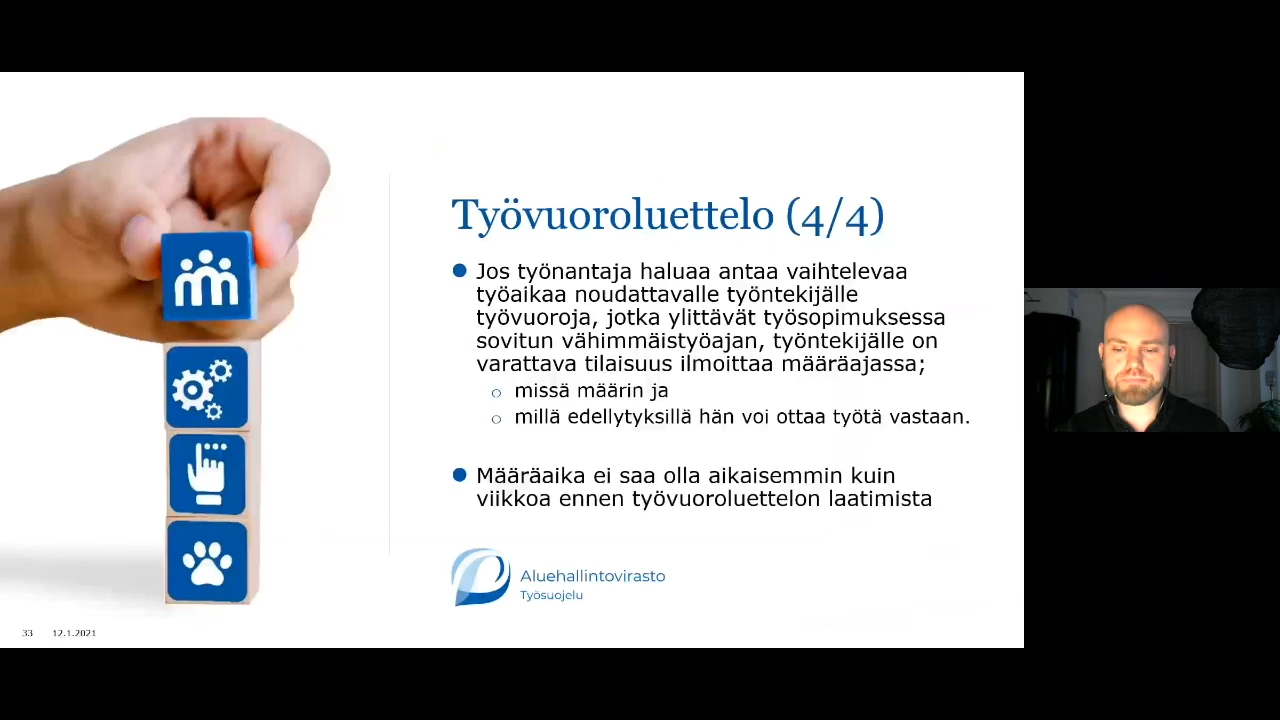 Työvuoroluettelo (4/4)
Jos työnantaja haluaa antaa vaihtelevaa
työaikaa noudattavalle työntekijälle
työvuoroja, jotka ylittävät työsopimuksessa
sovitun vähimmäistyöajan, työntekijälle on
varattava tilaisuus ilmoittaa määräajassa;
missä määrin ja
millä edellytyksillä hän voi ottaa työtä vastaan.
Määräaika ei saa olla aikaisemmin kuin
viikkoa ennen työvuoroluettelon laatimista
Aluehallintovirasto
Työsuojelu
33 12.1.2021